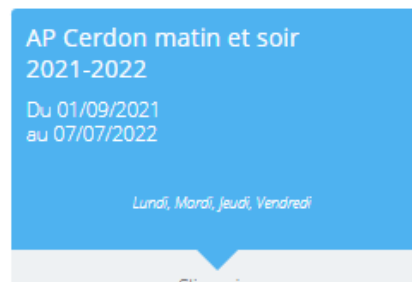 AP Cerdon matin et soir
2021-2022
Du 01/09/2021
au 07/07/2022
Lundi, Mardi, Jeudi, Vendredi